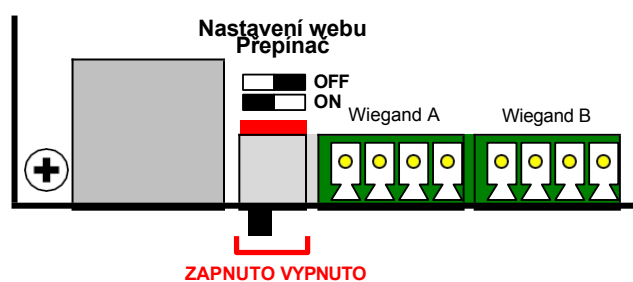 Nastavení webu
Přepínač
OFF
ON
Wiegand A
Wiegand B
ZAPNUTO VYPNUTO